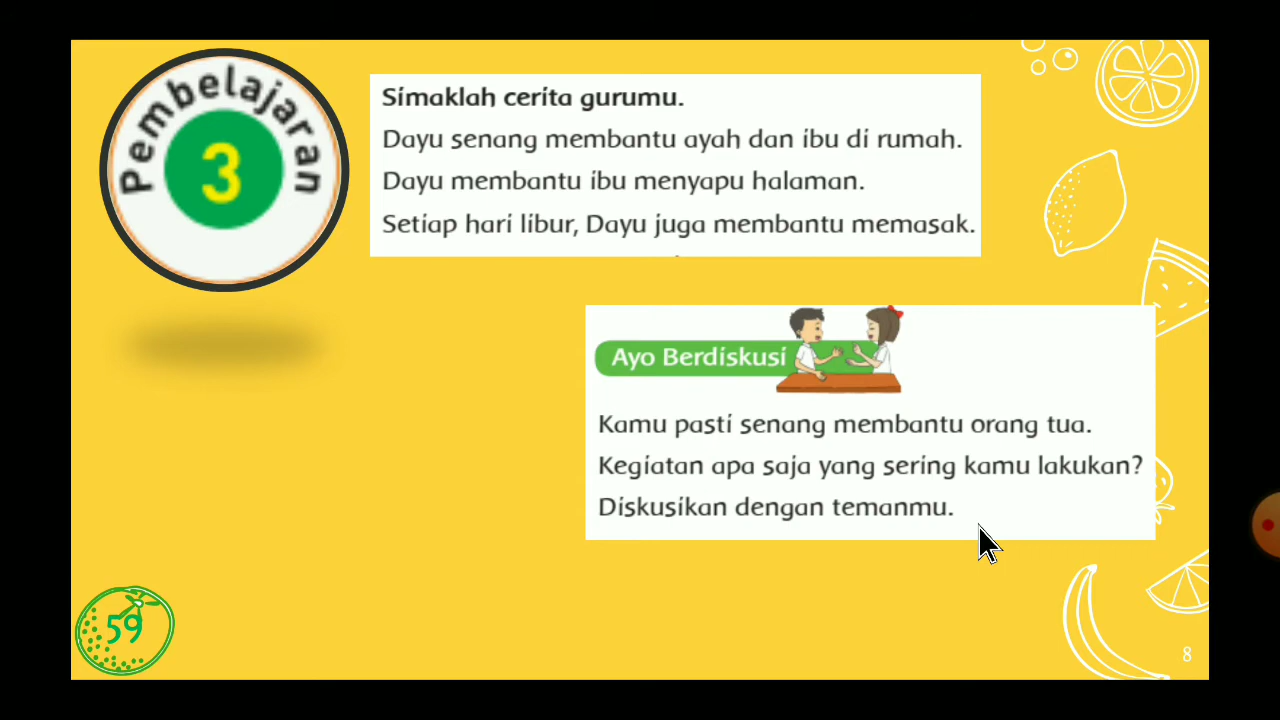 Pembelajaran
3
Simaklah cerita gurumu.
Dayu senang membantu ayah dan ibu di rumah.
Dayu membantu ibu menyapu halaman.
Setiap hari libur, Dayu juga membantu memasak.
Ayo Berdiskusi
Kamu pasti senang membantu orang tua.
Kegiatan apa saja yang sering kamu lakukan?
Diskusikan dengan temanmu.
59
8